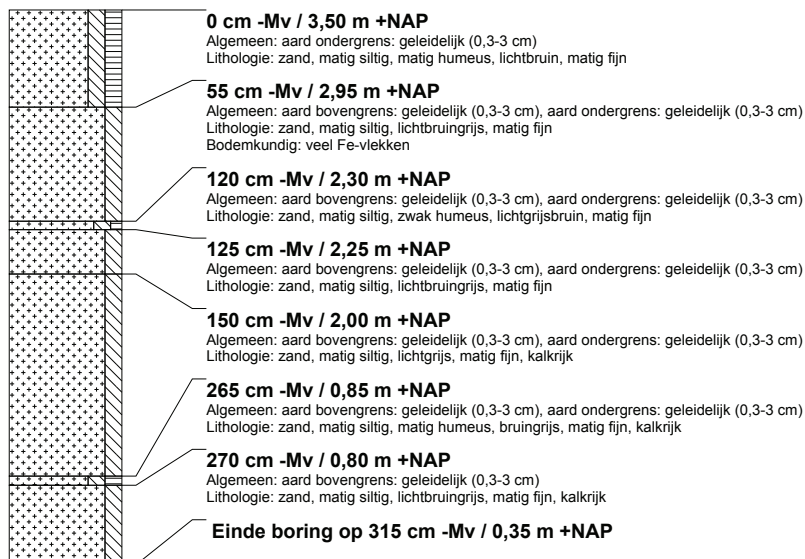 0 cm -Mv / 3,50 m +NAP
Algemeen: aard ondergrens: geleidelijk (0,3-3 cm)
Lithologie: zand, matig siltig, matig humeus, lichtbruin, matig fijn
55 cm -Mv / 2,95 m +NAP
Algemeen: aard bovengrens: geleidelijk (0,3-3 cm), aard ondergrens: geleidelijk (0,3-3 cm)
Lithologie: zand, matig siltig, lichtbruingrijs, matig fijn
Bodemkundig: veel Fe-vlekken
120 cm -Mv / 2,30 m +NAP
Algemeen: aard bovengrens: geleidelijk (0,3-3 cm), aard ondergrens: geleidelijk (0,3-3 cm)
Lithologie: zand, matig siltig, zwak humeus, lichtgrijsbruin, matig fijn
125 cm -Mv / 2,25 m +NAP
Algemeen: aard bovengrens: geleidelijk (0,3-3 cm), aard ondergrens: geleidelijk (0,3-3 cm)
Lithologie: zand, matig siltig, lichtbruingrijs, matig fijn
150 cm -Mv / 2,00 m +NAP
Algemeen: aard bovengrens: geleidelijk (0,3-3 cm), aard ondergrens: geleidelijk (0,3-3 cm)
Lithologie: zand, matig siltig, lichtgrijs, matig fijn, kalkrijk
265 cm -Mv / 0,85 m +NAP
Algemeen: aard bovengrens: geleidelijk (0,3-3 cm), aard ondergrens: geleidelijk (0,3-3 cm)
Lithologie: zand, matig siltig, matig humeus, bruingrijs, matig fijn, kalkrijk
270 cm -Mv / 0,80 m +NAP
Algemeen: aard bovengrens: geleidelijk (0,3-3 cm)
Lithologie: zand, matig siltig, lichtbruingrijs, matig fijn, kalkrijk
Einde boring op 315 cm -Mv / 0,35 m +NAP